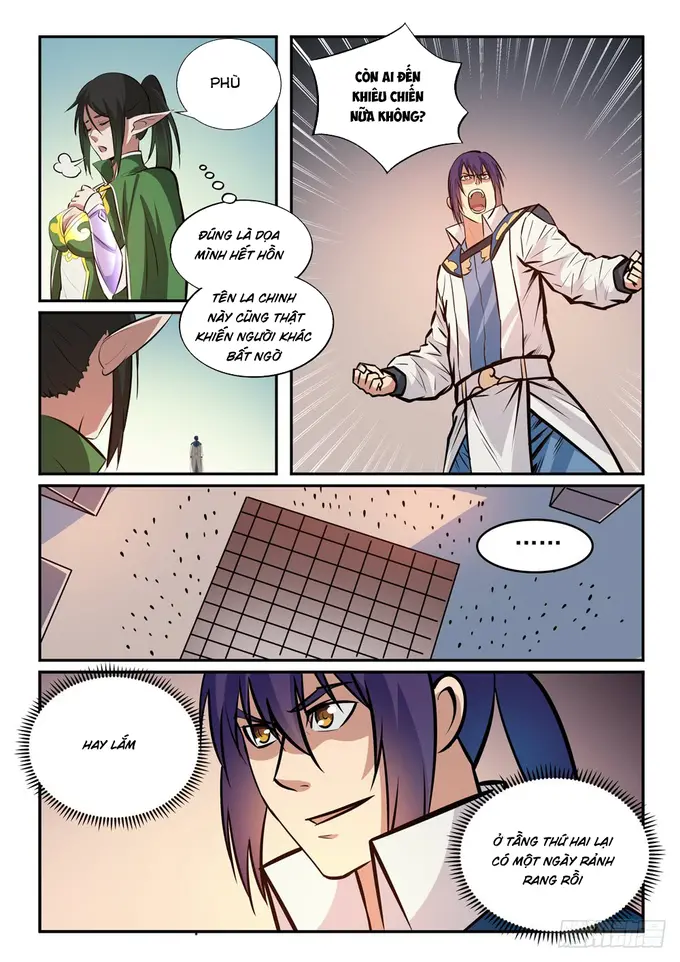 PHÙ
CÒN AI ĐẾN
KHIÊU CHIẾN
NỮA KHÔNG?
ĐÚNG LÀ DỌA
MÌNH HẾT HỒN
TÊN LA CHINH
NÀY CŨNG THẬT
KHIẾN NGƯỜI KHÁC
BẤT NGỜ
......
HAY LẮM
Ở TẦNG THỨ HAI LẠI
CÓ MỘT NGÀY RẢNH
RANG RỒI